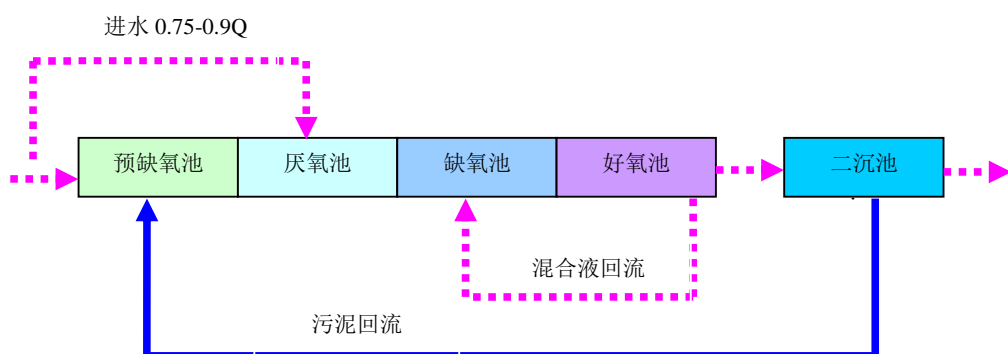 进水 0.75-0.9Q
预缺氧池
厌氧池
缺氧池
好氧池
二沉池
混合液回流
污泥回流